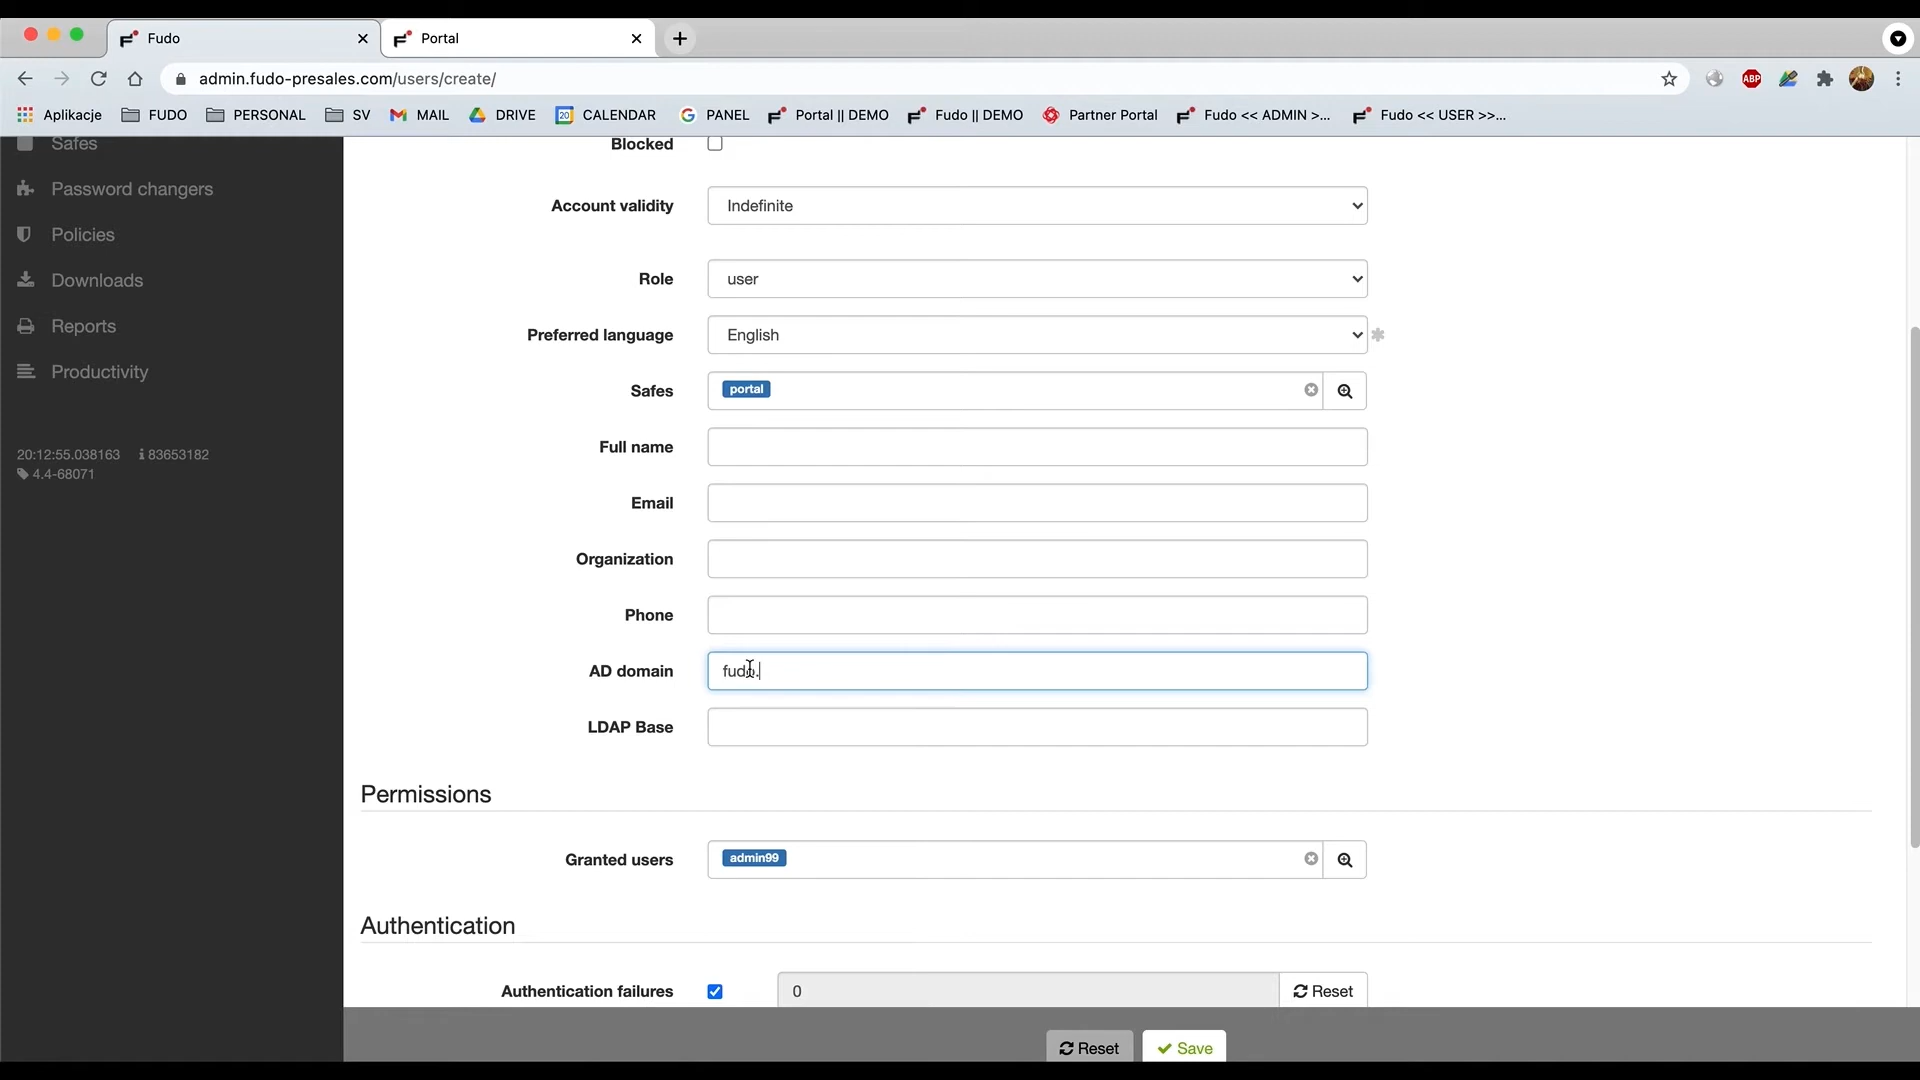 Fudo
Portal
admin.fudo-presales.com/users/create/
ABP
Aplikacje
FUDO
PERSONAL
SV
MAIL
DRIVE
20
CALENDAR
PANEL
Portal || DEMO
Fudo || DEMO
Partner Portal
Fudo << ADMIN >...
Fudo << USER >>...
Safes
Password changers
Policies
Downloads
Reports
Productivity
20:12:55.038163 83653182
4.4-68071
Blocked
Account validity Indefinite
Role user
Preferred language English
Safes portal
Full name
Email
Organization
Phone
AD domain fudo.
LDAP Base
Permissions
Granted users admin99
Authentication
Authentication failures 0 Reset
Reset Save